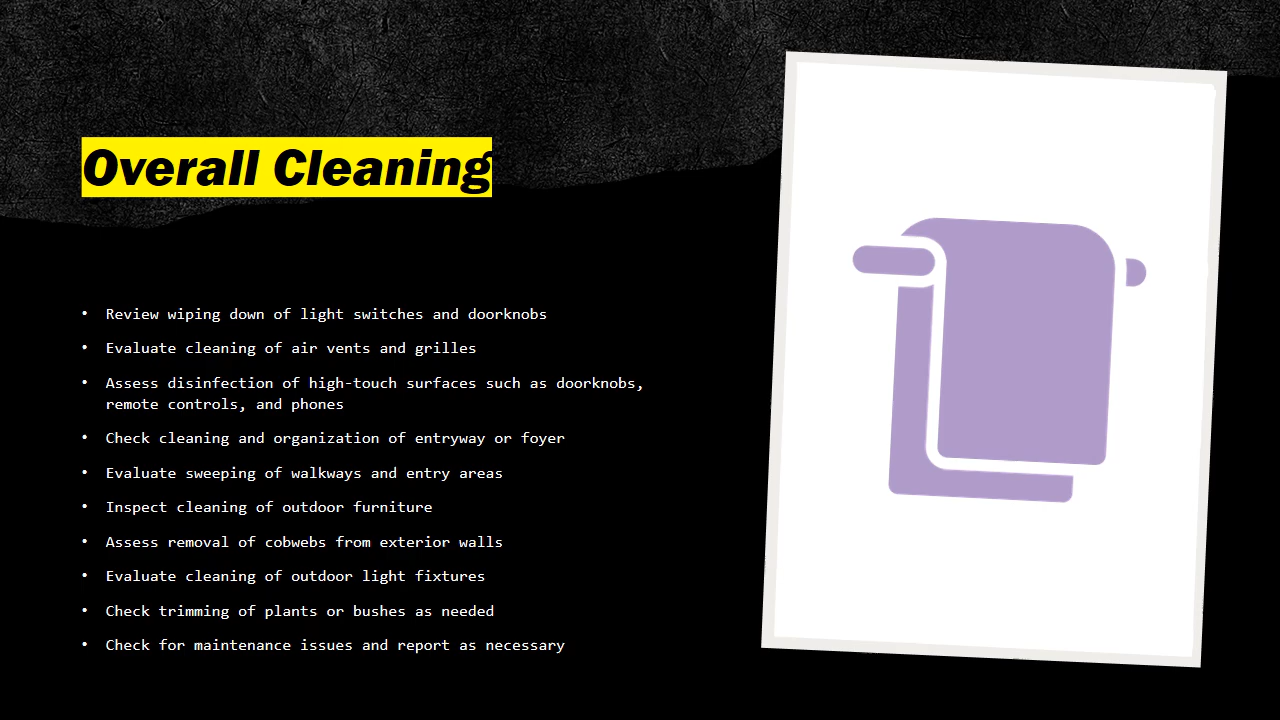 Overall Cleaning
• Review wiping down of light switches and doorknobs
• Evaluate cleaning of air vents and grilles
• Assess disinfection of high-touch surfaces such as doorknobs,
remote controls, and phones
• Check cleaning and organization of entryway or foyer
• Evaluate sweeping of walkways and entry areas
• Inspect cleaning of outdoor furniture
• Assess removal of cobwebs from exterior walls
• Evaluate cleaning of outdoor light fixtures
• Check trimming of plants or bushes as needed
• Check for maintenance issues and report as necessary